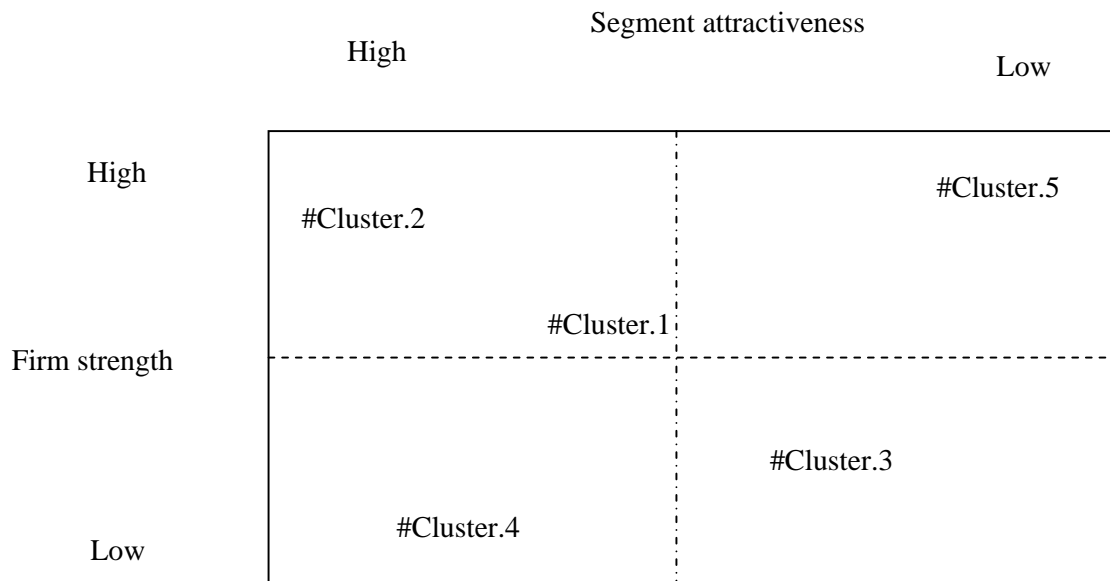 Segment attractiveness
High
Low
High
#Cluster.5
#Cluster.2
#Cluster.1
Firm strength
#Cluster.3
#Cluster.4
Low